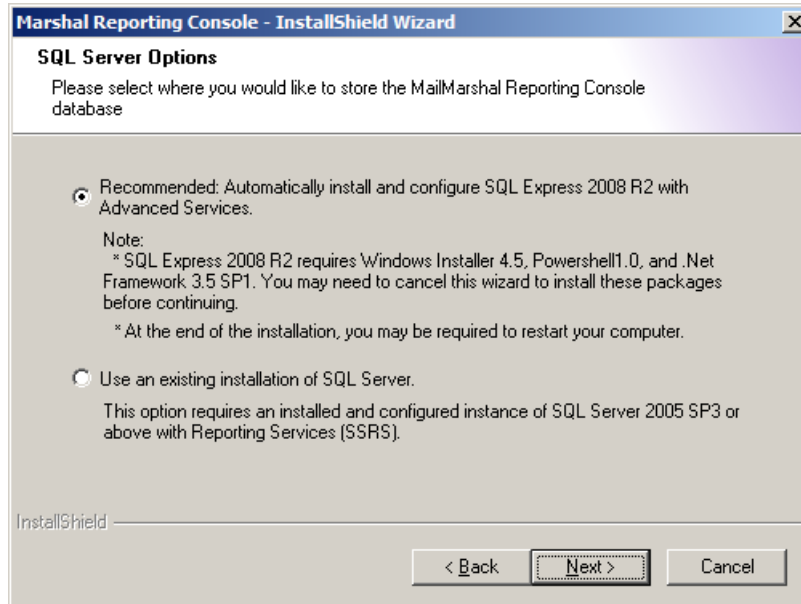 Marshal Reporting Console - InstallShield Wizard
SQL Server Options
Please select where you would like to store the MailMarshal Reporting Console
database
Recommended: Automatically install and configure SQL Express 2008 R2 with
Advanced Services.
Note:
* SQL Express 2008 R2 requires Windows Installer 4.5, Powershell1.0, and .Net
Framework 3.5 SP1. You may need to cancel this wizard to install these packages
before continuing.
* At the end of the installation, you may be required to restart your computer.
Use an existing installation of SQL Server.
This option requires an installed and configured instance of SQL Server 2005 SP3 or
above with Reporting Services (SSRS).
InstallShield
< Back Next > Cancel